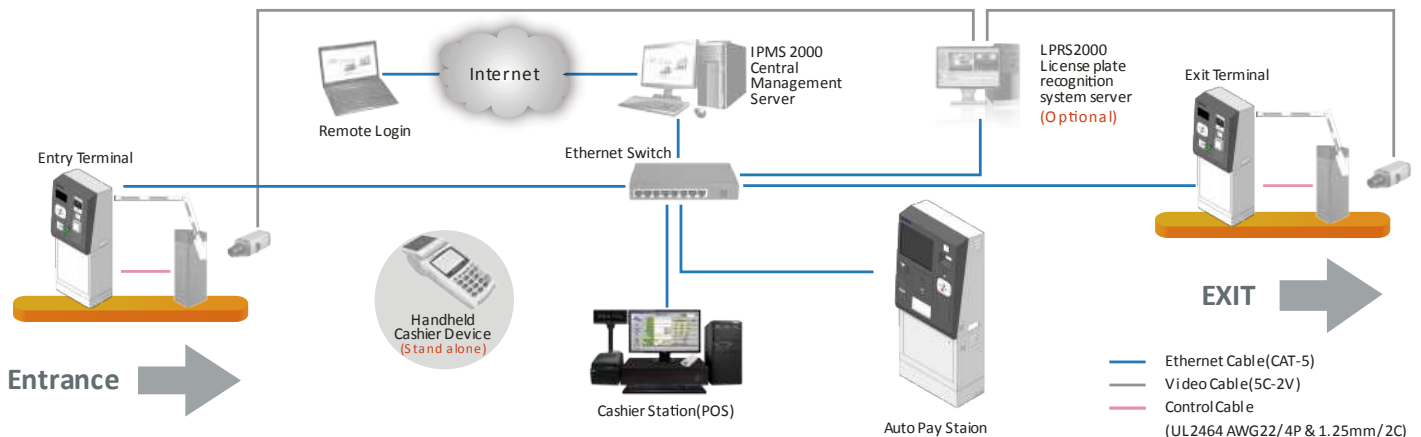 Internet
Remote Login
IPMS 2000
Central
Management
Server
LPRS2000
License plate
recognition
system server
(Optional)
Exit Terminal
Entry Terminal
Ethernet Switch
Handheld
Cashier Device
(Stand alone)
EXIT
Entrance
Cashier Station(POS)
Auto Pay Staion
Ethernet Cable(CAT-5)
Video Cable(5C-2V)
Control Cable
(UL2464 AWG22/4P & 1.25mm/2C)